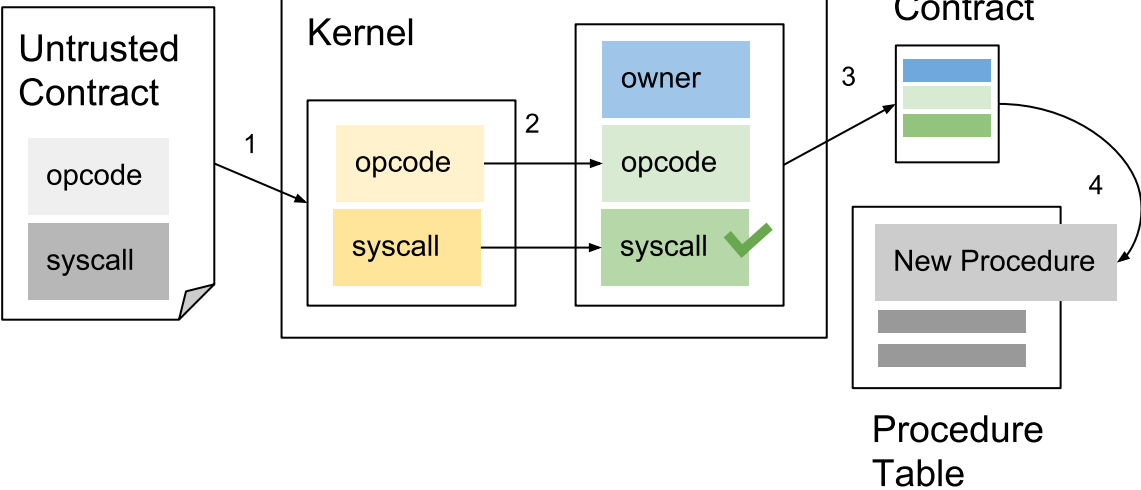 Untrusted
Contract
opcode
syscall
1
Kernel
opcode
syscall
2
owner
opcode
syscall
3
Contract
4
New Procedure
Procedure
Table